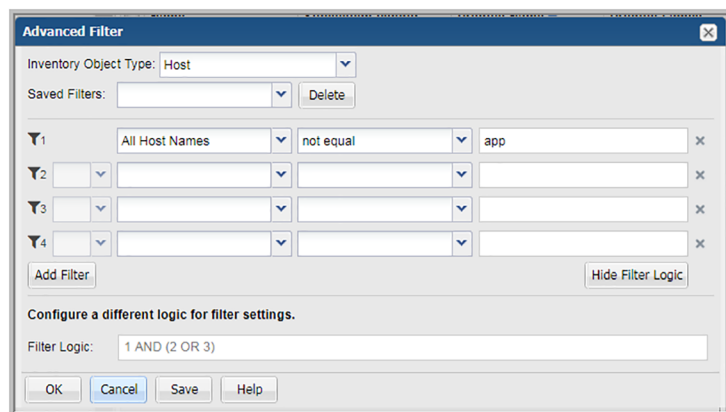 Advanced Filter
Inventory Object Type: Host
Saved Filters: Delete
1 All Host Names not equal app
2
3
4
Add Filter Hide Filter Logic
Configure a different logic for filter settings.
Filter Logic: 1 AND (2 OR 3)
OK Cancel Save Help